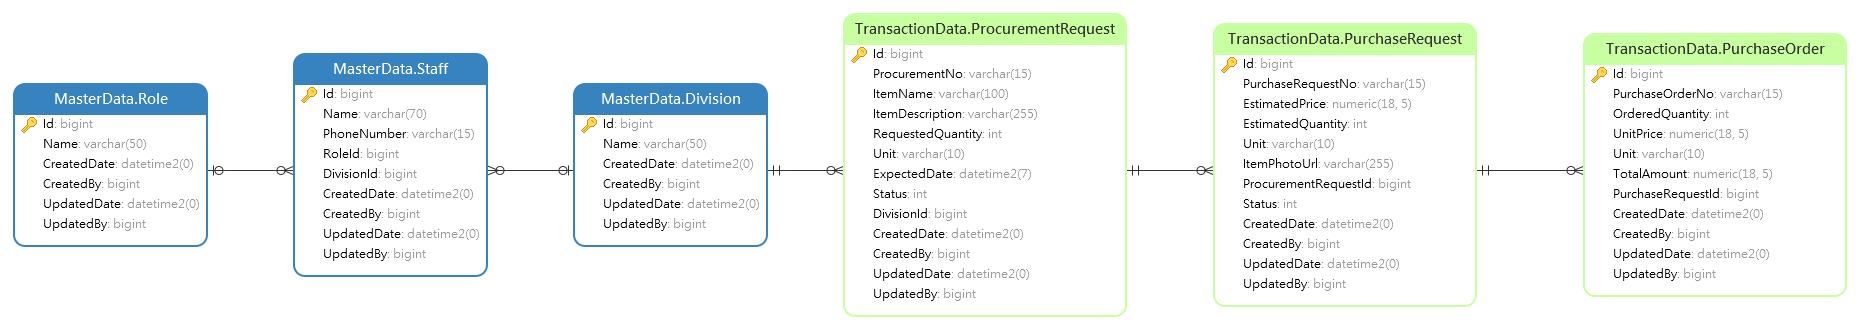 MasterData.Role
Id: bigint
Name: varchar(50)
CreatedDate: datetime2(0)
CreatedBy: bigint
UpdatedDate: datetime2(0)
UpdatedBy: bigint
MasterData.Staff
Id: bigint
Name: varchar(70)
PhoneNumber: varchar(15)
RoleId: bigint
DivisionId: bigint
CreatedDate: datetime2(0)
CreatedBy: bigint
UpdatedDate: datetime2(0)
UpdatedBy: bigint
MasterData.Division
Id: bigint
Name: varchar(50)
CreatedDate: datetime2(0)
CreatedBy: bigint
UpdatedDate: datetime2(0)
UpdatedBy: bigint
TransactionData.ProcurementRequest
Id: bigint
ProcurementNo: varchar(15)
ItemName: varchar(100)
ItemDescription: varchar(255)
RequestedQuantity: int
Unit: varchar(10)
ExpectedDate: datetime2(7)
Status: int
DivisionId: bigint
CreatedDate: datetime2(0)
CreatedBy: bigint
UpdatedDate: datetime2(0)
UpdatedBy: bigint
TransactionData.PurchaseRequest
Id: bigint
PurchaseRequestNo: varchar(15)
EstimatedPrice: numeric(18, 5)
EstimatedQuantity: int
Unit: varchar(10)
ItemPhotoUrl: varchar(255)
ProcurementRequestId: bigint
Status: int
CreatedDate: datetime2(0)
CreatedBy: bigint
UpdatedDate: datetime2(0)
UpdatedBy: bigint
TransactionData.PurchaseOrder
Id: bigint
PurchaseOrderNo: varchar(15)
OrderedQuantity: int
UnitPrice: numeric(18, 5)
Unit: varchar(10)
TotalAmount: numeric(18, 5)
PurchaseRequestId: bigint
CreatedDate: datetime2(0)
CreatedBy: bigint
UpdatedDate: datetime2(0)
UpdatedBy: bigint